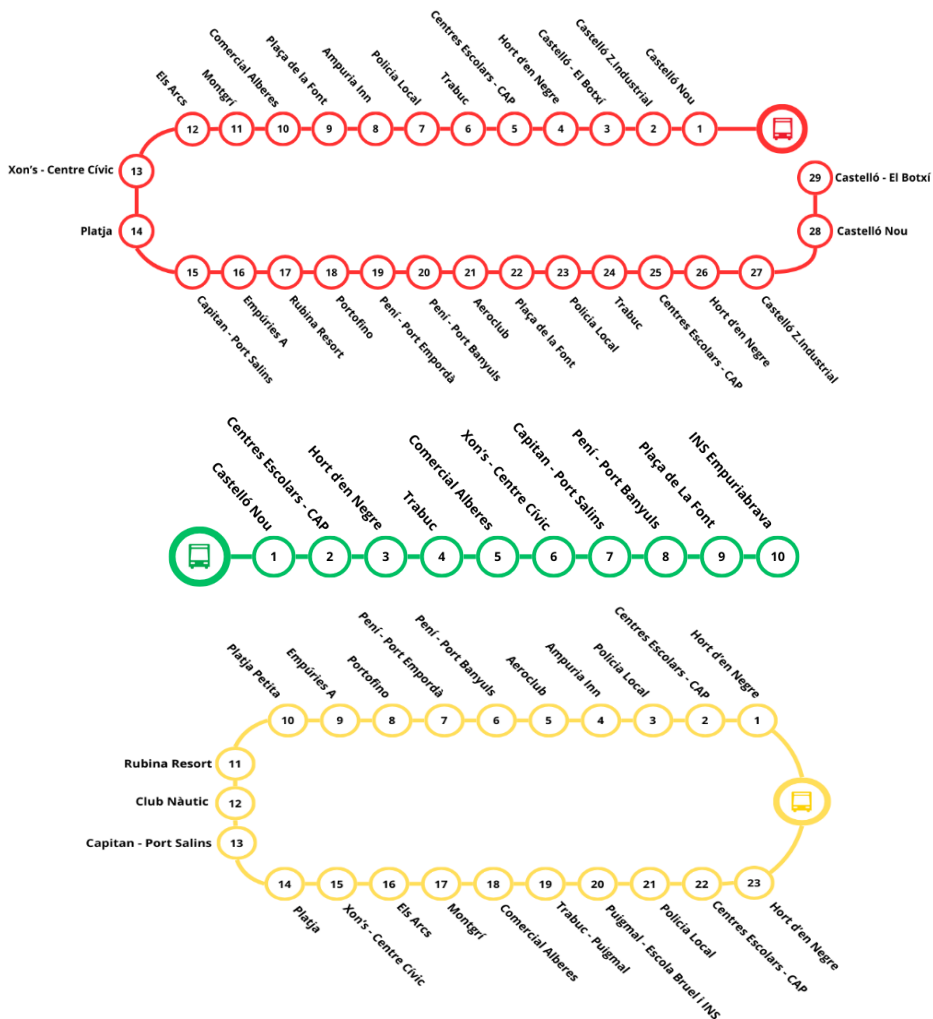 Castelló Nou
1
Castelló Z.Industrial
2
Castelló - El Botxí
3
Hort d'en Negre
4
Centres Escolars - CAP
5
Trabuc
6
Policia Local
7
Ampuria Inn
8
Plaça de la Font
9
Comercial Alberes
10
Montgrí
11
Els Arcs
12
Xon's - Centre Cívic
13
Platja
14
15
Capitan - Port Salins
16
Empúries A
17
Rubina Resort
18
Portofino
19
Pení - Port Empordà
20
Pení - Port Banyuls
21
Aeroclub
22
Plaça de la Font
23
Policia Local
24
Trabuc
25
Centres Escolars - CAP
26
Hort d'en Negre
27
Castelló Z.Industrial
28
Castelló Nou
29
Castelló - El Botxí
Castelló Nou
1
Centres Escolars - CAP
2
Hort d'en Negre
3
Trabuc
4
Comercial Alberes
5
Xon's - Centre Cívic
6
Capitan - Port Salins
7
Pení - Port Banyuls
8
Plaça de La Font
9
INS Empuriabrava
10
Hort d'en Negre
1
Centres Escolars - CAP
2
Policia Local
3
Ampuria Inn
4
Aeroclub
5
Pení - Port Banyuls
6
Pení - Port Empordà
7
Portofino
8
Empúries A
9
Platja Petita
10
Rubina Resort
11
Club Nàutic
12
Capitan - Port Salins
13
14
Platja
15
Xon's - Centre Cívic
16
Els Arcs
17
Montgrí
18
Comercial Alberes
19
Trabuc - Puigmal
20
Puigmal - Escola Bruel i INS
21
Policia Local
22
Centres Escolars - CAP
23
Hort d'en Negre